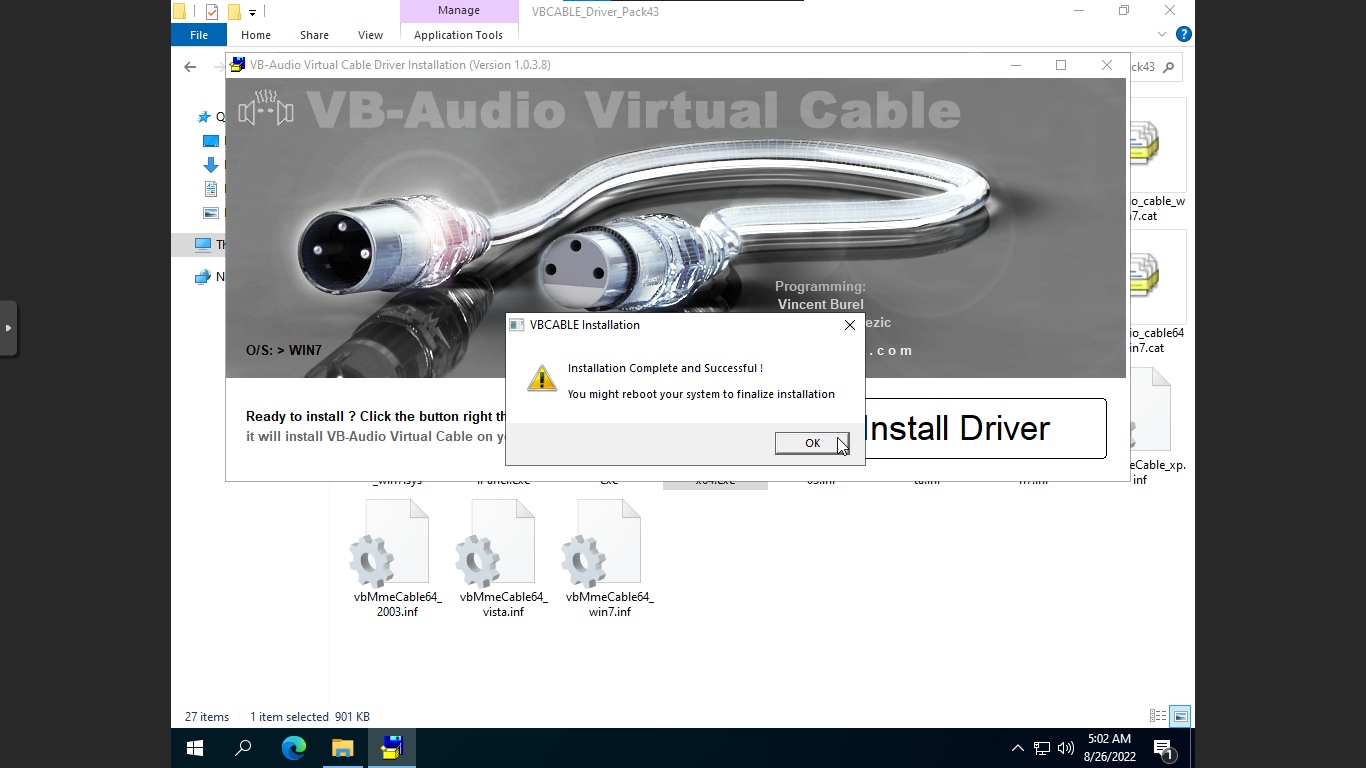 Manage
VBCABLE_Driver_Pack43
File
Home
Share
View
Application Tools
VB-Audio Virtual Cable Driver Installation (Version 1.0.3.8)
ck43
VB-Audio Virtual Cable
Programming:
Vincent Burel
ezic
O/S: > WIN7
. c o m
VBCABLE Installation
Installation Complete and Successful !
You might reboot your system to finalize installation
OK
Ready to install ? Click the button right th
it will install VB-Audio Virtual Cable on y
Install Driver
io_cable_w
n7.cat
io_cable64
in7.cat
eCable_xp.
inf
vbMmeCable64_
2003.inf
vbMmeCable64_
vista.inf
vbMmeCable64_
win7.inf
27 items
1 item selected 901 KB
5:02 AM
8/26/2022
1